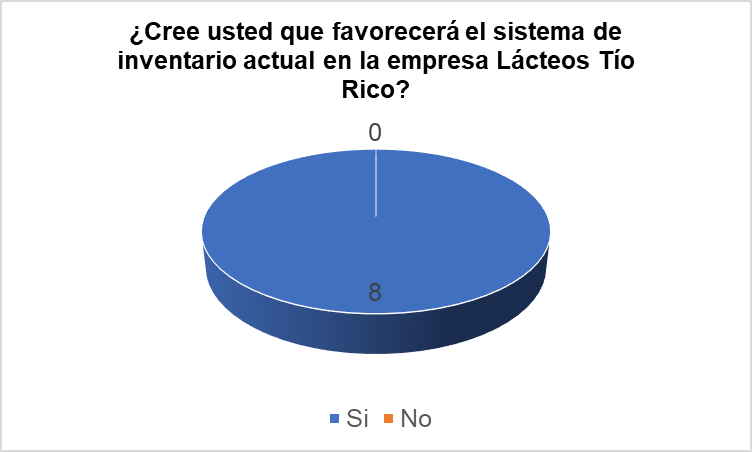 ¿Cree usted que favorecerá el sistema de
inventario actual en la empresa Lácteos Tío
Rico?
0
8
Si No